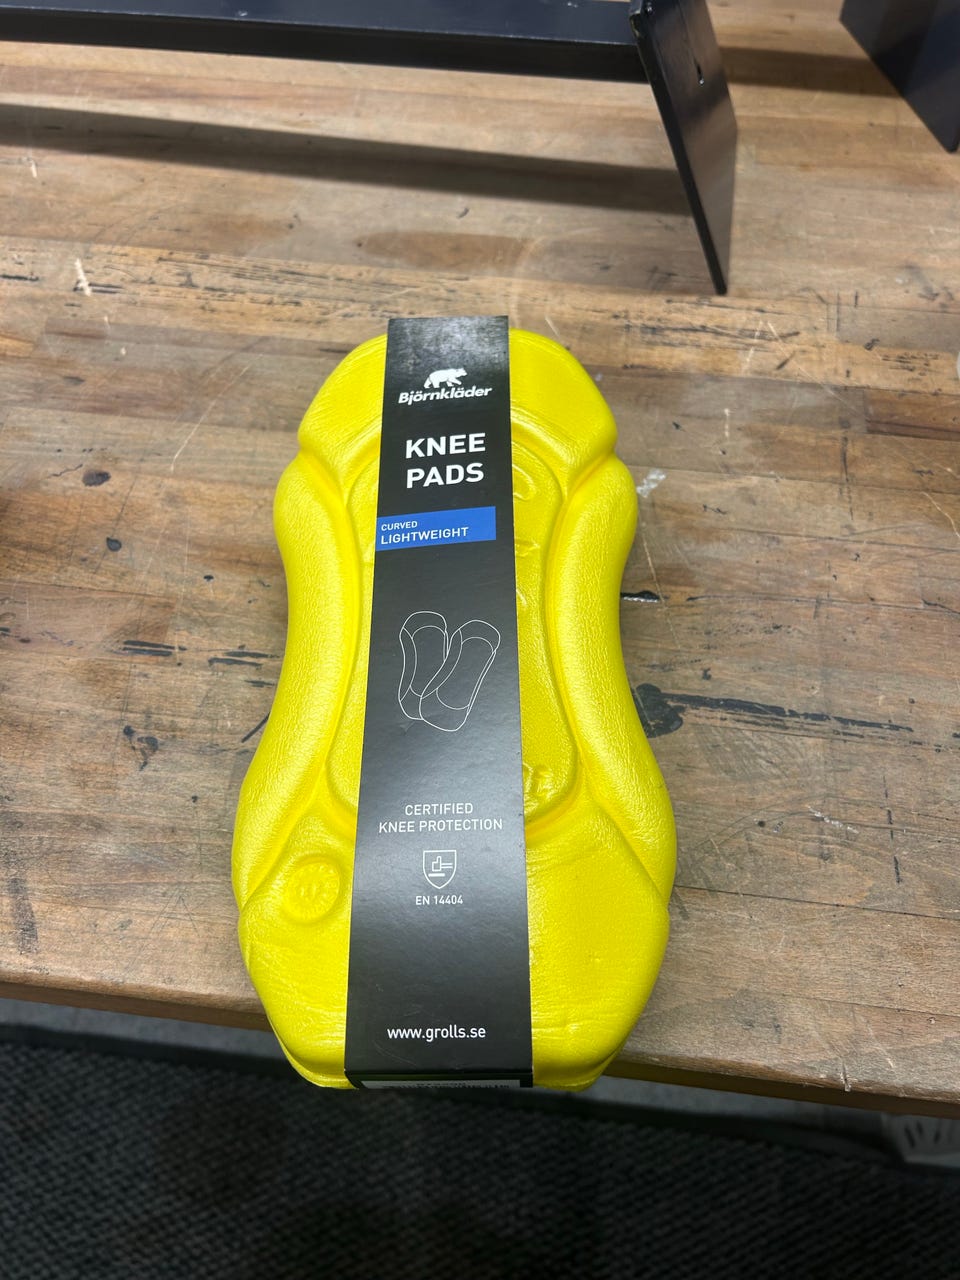 Björnkläder
KNEE
PADS
CURVED
LIGHTWEIGHT
CERTIFIED
KNEE PROTECTION
EN 14404
www.grolls.se